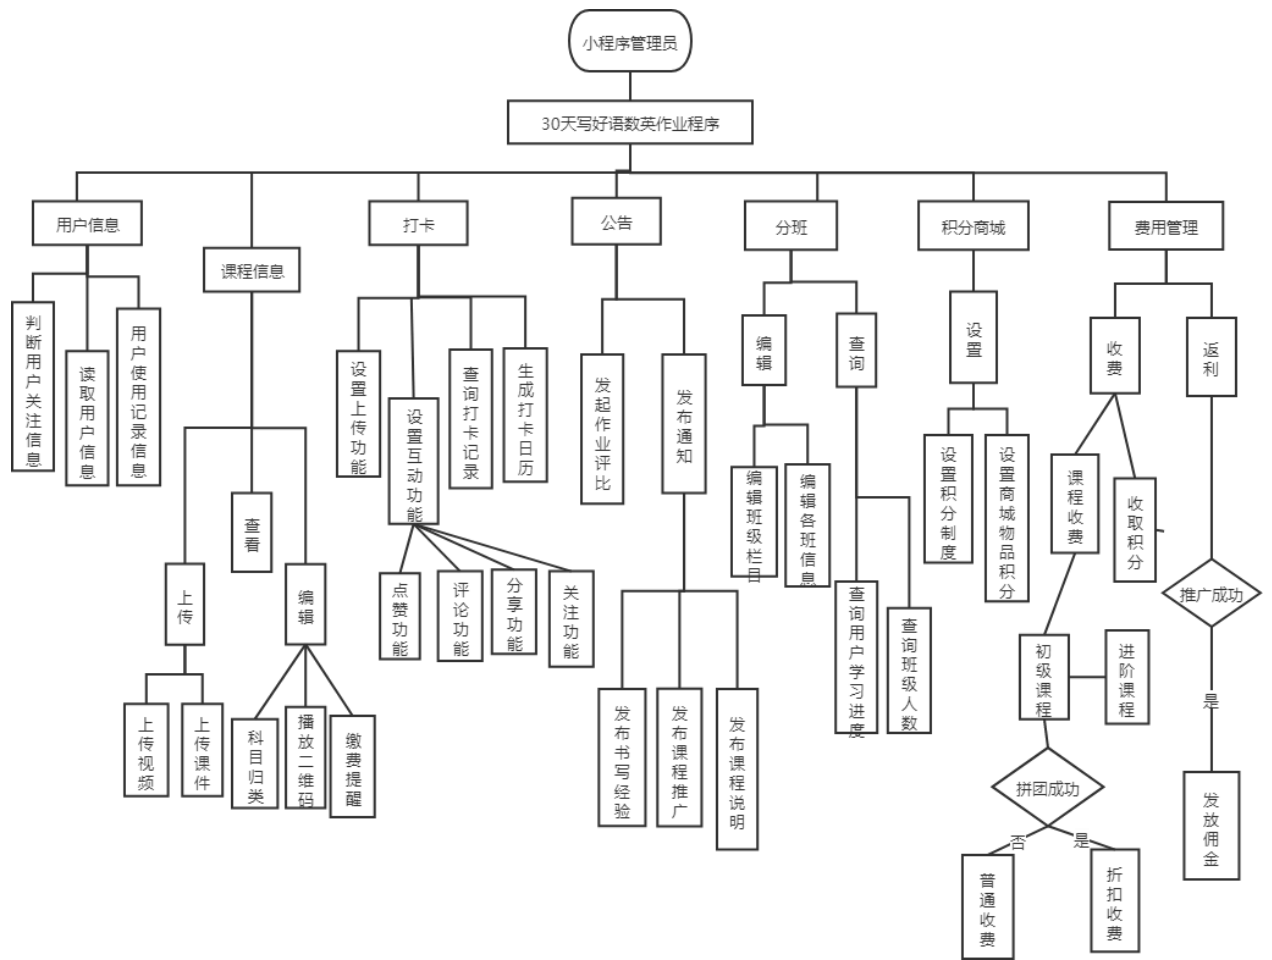 小程序管理员
30天写好语数英作业程序
用户信息
课程信息
打卡
公告
分班
积分商城
费用管理
判断用户关注信息
读取用户信息
用户使用记录信息
上传
查看
编辑
上传视频
上传课件
科目归类
播放二维码
缴费提醒
设置上传功能
设置互动功能
查询打卡记录
生成打卡日历
点赞功能
评论功能
分享功能
关注功能
发起作业评比
发布通知
发布书写经验
发布课程推广
发布课程说明
编辑
查询
编辑班级栏目
编辑各班信息
查询用户学习进度
查询班级人数
设置
设置积分制度
设置商城物品积分
收费
返利
课程收费
收取积分
初级课程
进阶课程
拼团成功
否
是
普通收费
折扣收费
推广成功
是
发放佣金